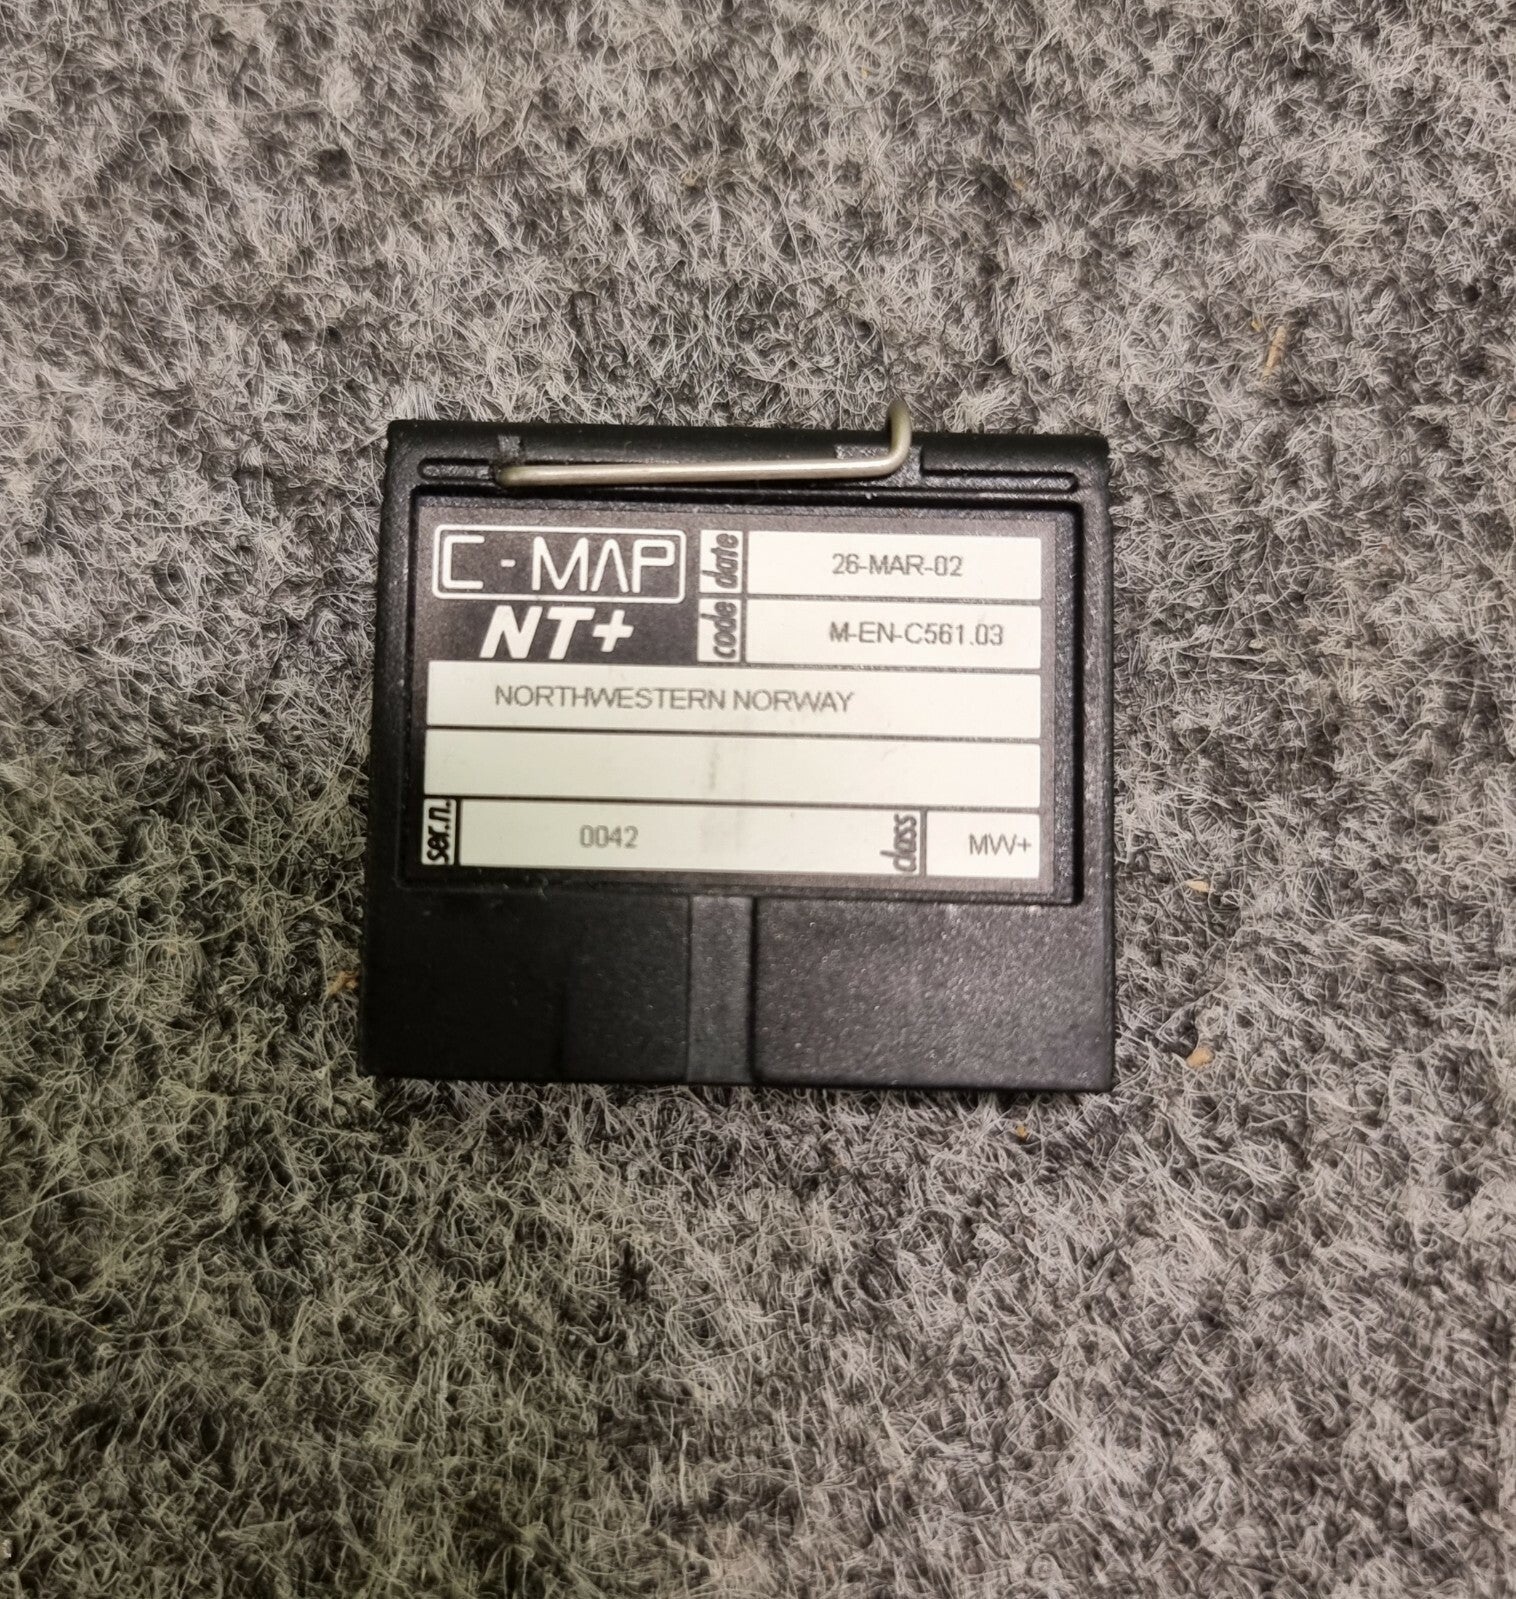 C-MAP
NT+
date 26-MAR-02
code M-EN-C561.03
NORTHWESTERN NORWAY
ser.n. 0042 class MW+